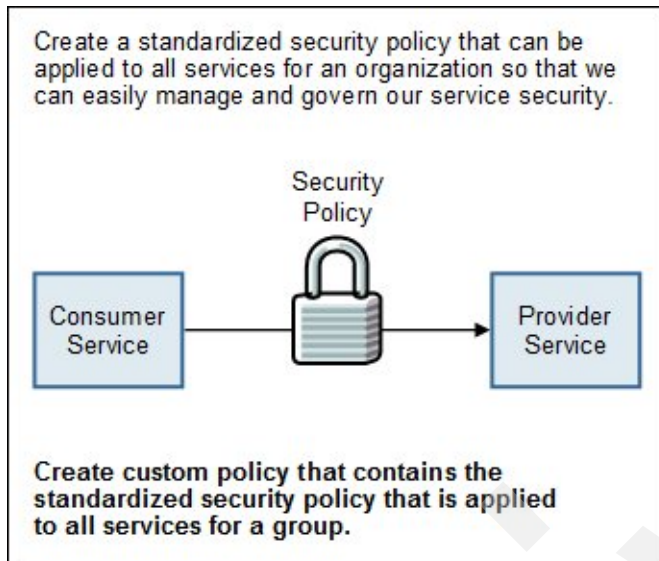 Create a standardized security policy that can be
applied to all services for an organization so that we
can easily manage and govern our service security.
Security
Policy
Consumer
Service
Provider
Service
Create custom policy that contains the
standardized security policy that is applied
to all services for a group.